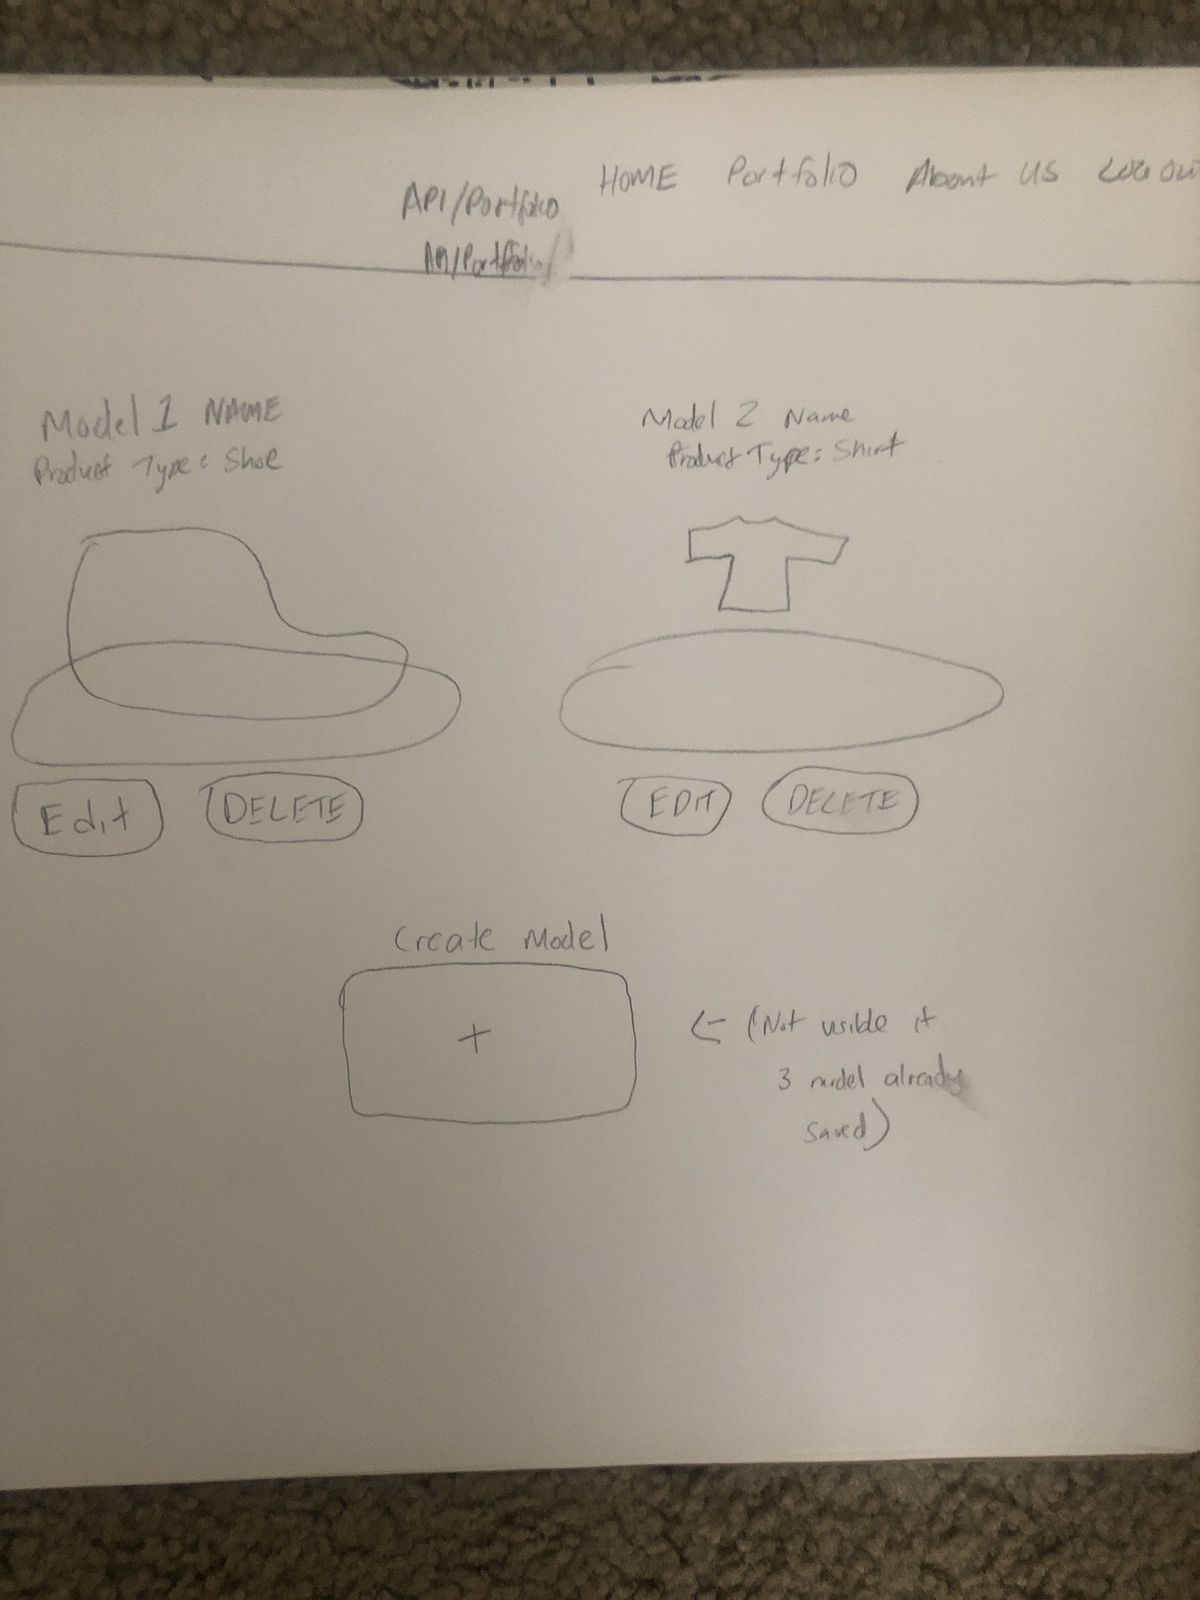 HOME Portfolio About US LOG OUT
API/Portfolio
API/Portfolio/
Model 1 NAME
Product Type: Shoe
Model 2 Name
Product Type: Shirt
Edit DELETE
EDIT DELETE
Create Model
+
← (Not visible if
3 model already
saved)